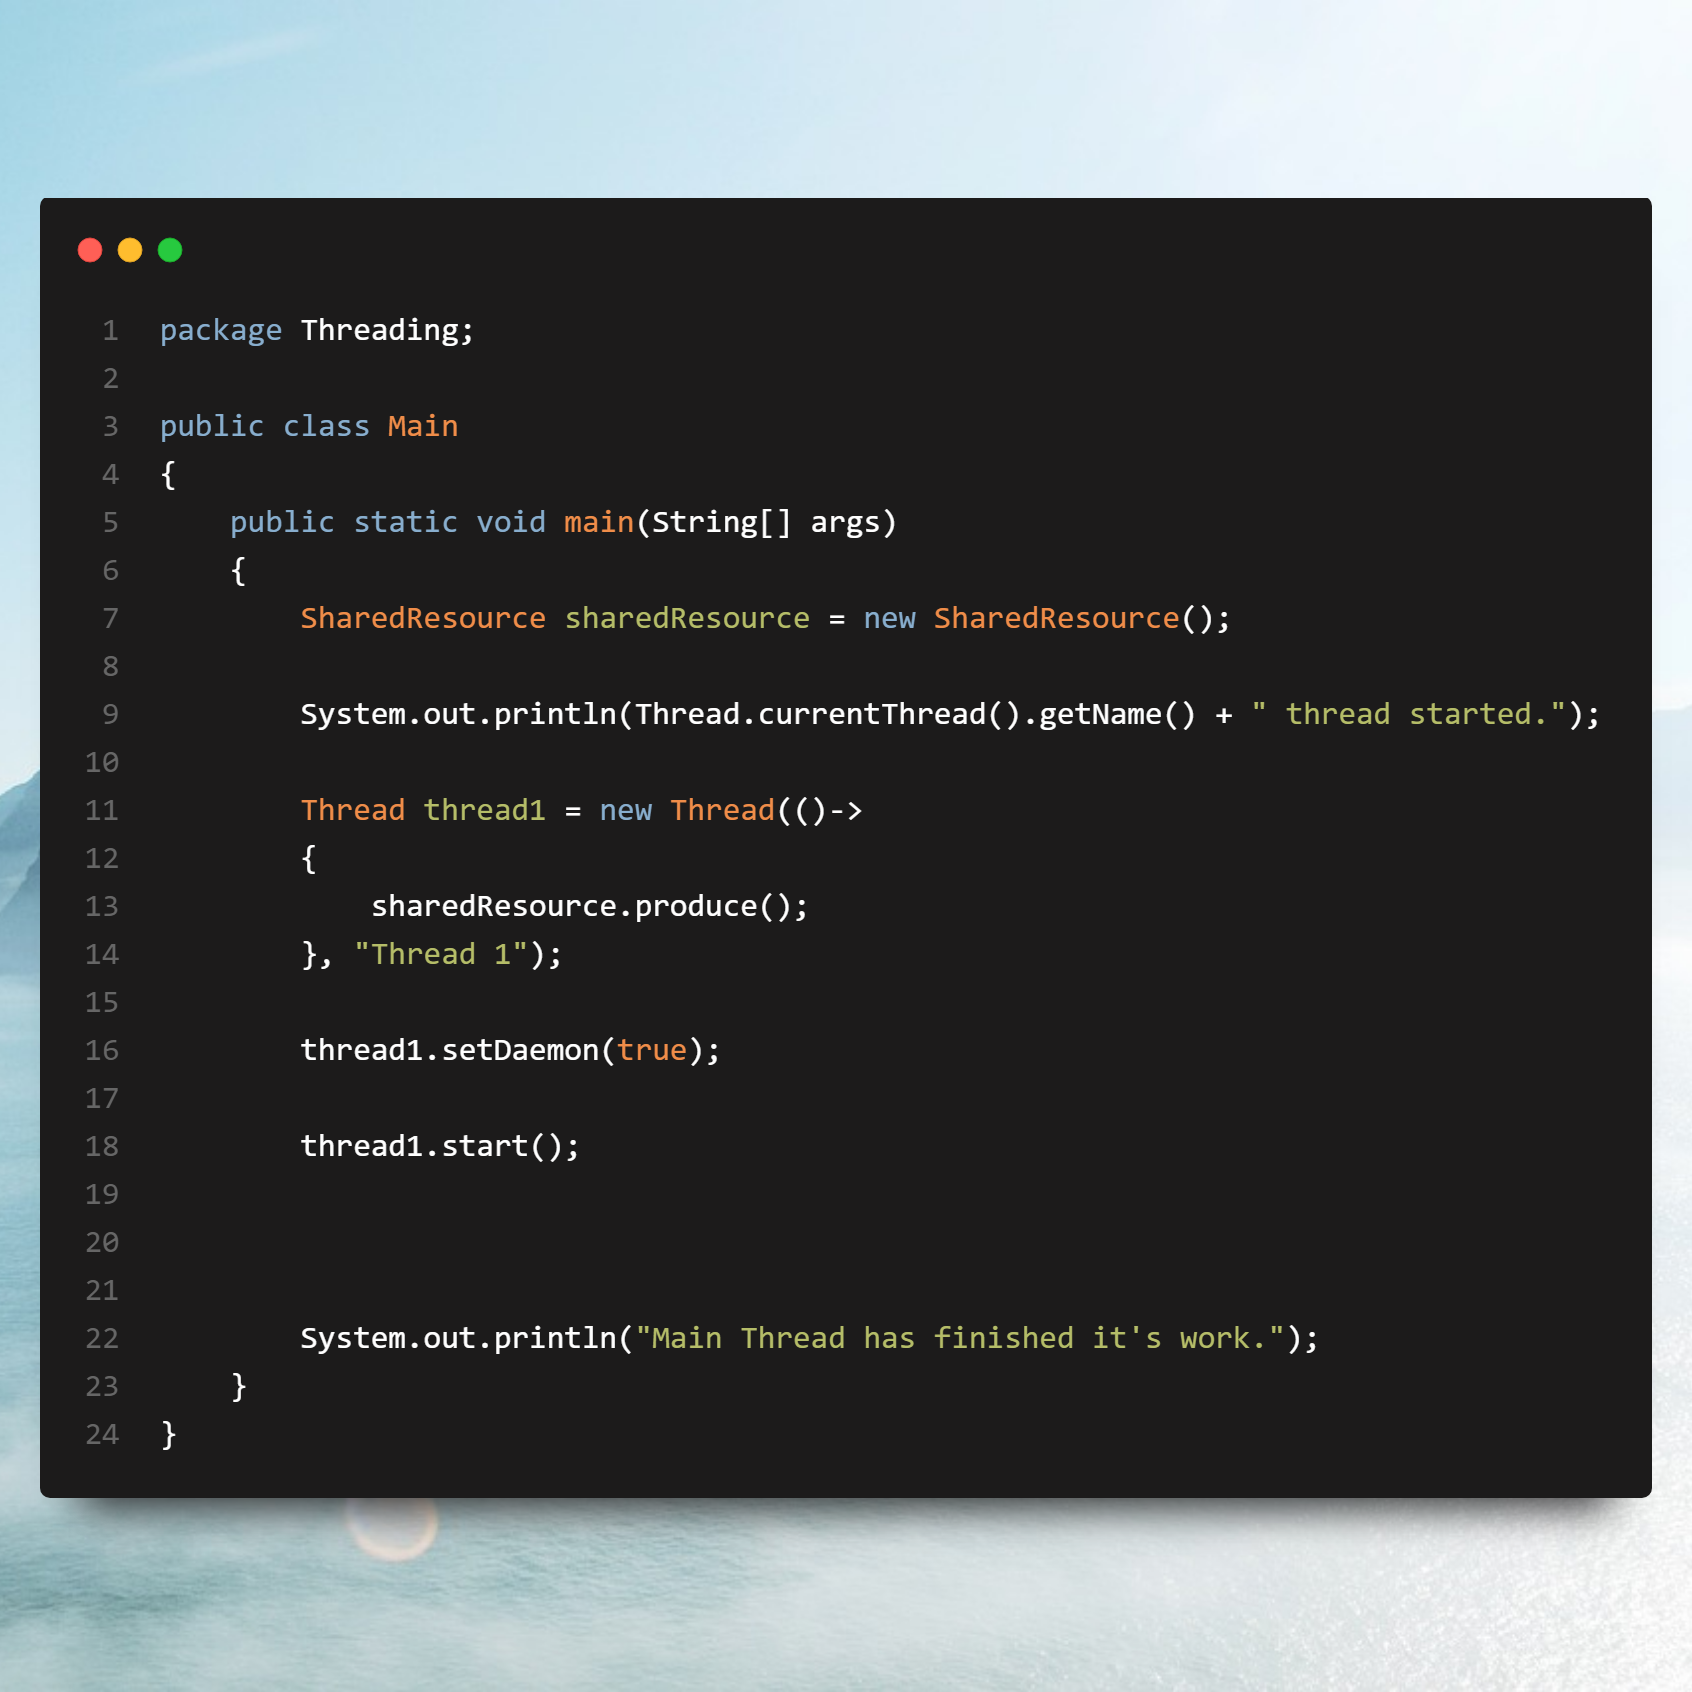 1 package Threading;
2
3 public class Main
4 {
5     public static void main(String[] args)
6     {
7         SharedResource sharedResource = new SharedResource();
8
9         System.out.println(Thread.currentThread().getName() + " thread started.");
10
11         Thread thread1 = new Thread(()->
12         {
13             sharedResource.produce();
14         }, "Thread 1");
15
16         thread1.setDaemon(true);
17
18         thread1.start();
19
20
21
22         System.out.println("Main Thread has finished it's work.");
23     }
24 }